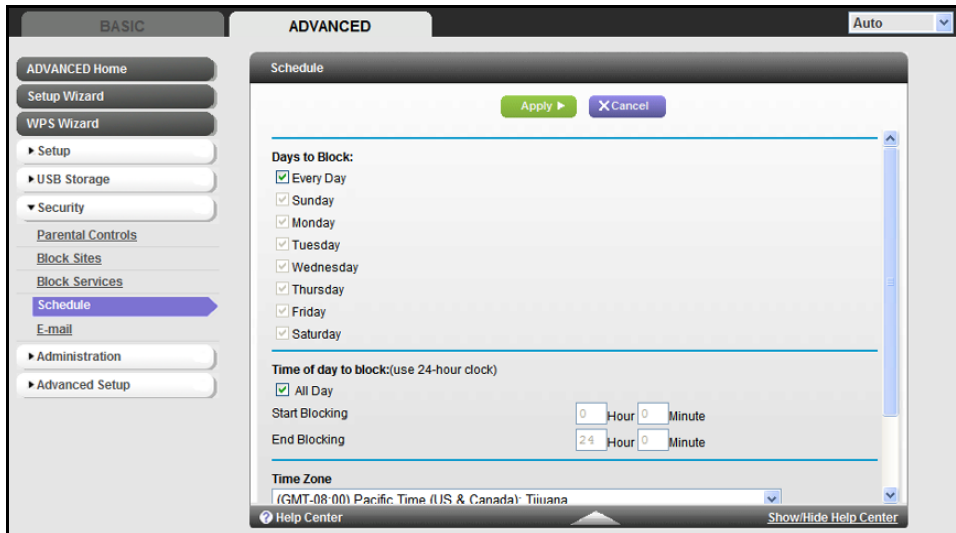 BASIC
ADVANCED
Auto
ADVANCED Home
Setup Wizard
WPS Wizard
Setup
USB Storage
Security
Parental Controls
Block Sites
Block Services
Schedule
E-mail
Administration
Advanced Setup
Schedule
Apply
Cancel
Days to Block:
Every Day
Sunday
Monday
Tuesday
Wednesday
Thursday
Friday
Saturday
Time of day to block:(use 24-hour clock)
All Day
Start Blocking 0 Hour 0 Minute
End Blocking 24 Hour 0 Minute
Time Zone
(GMT-08:00) Pacific Time (US & Canada); Tijuana
Help Center
Show/Hide Help Center